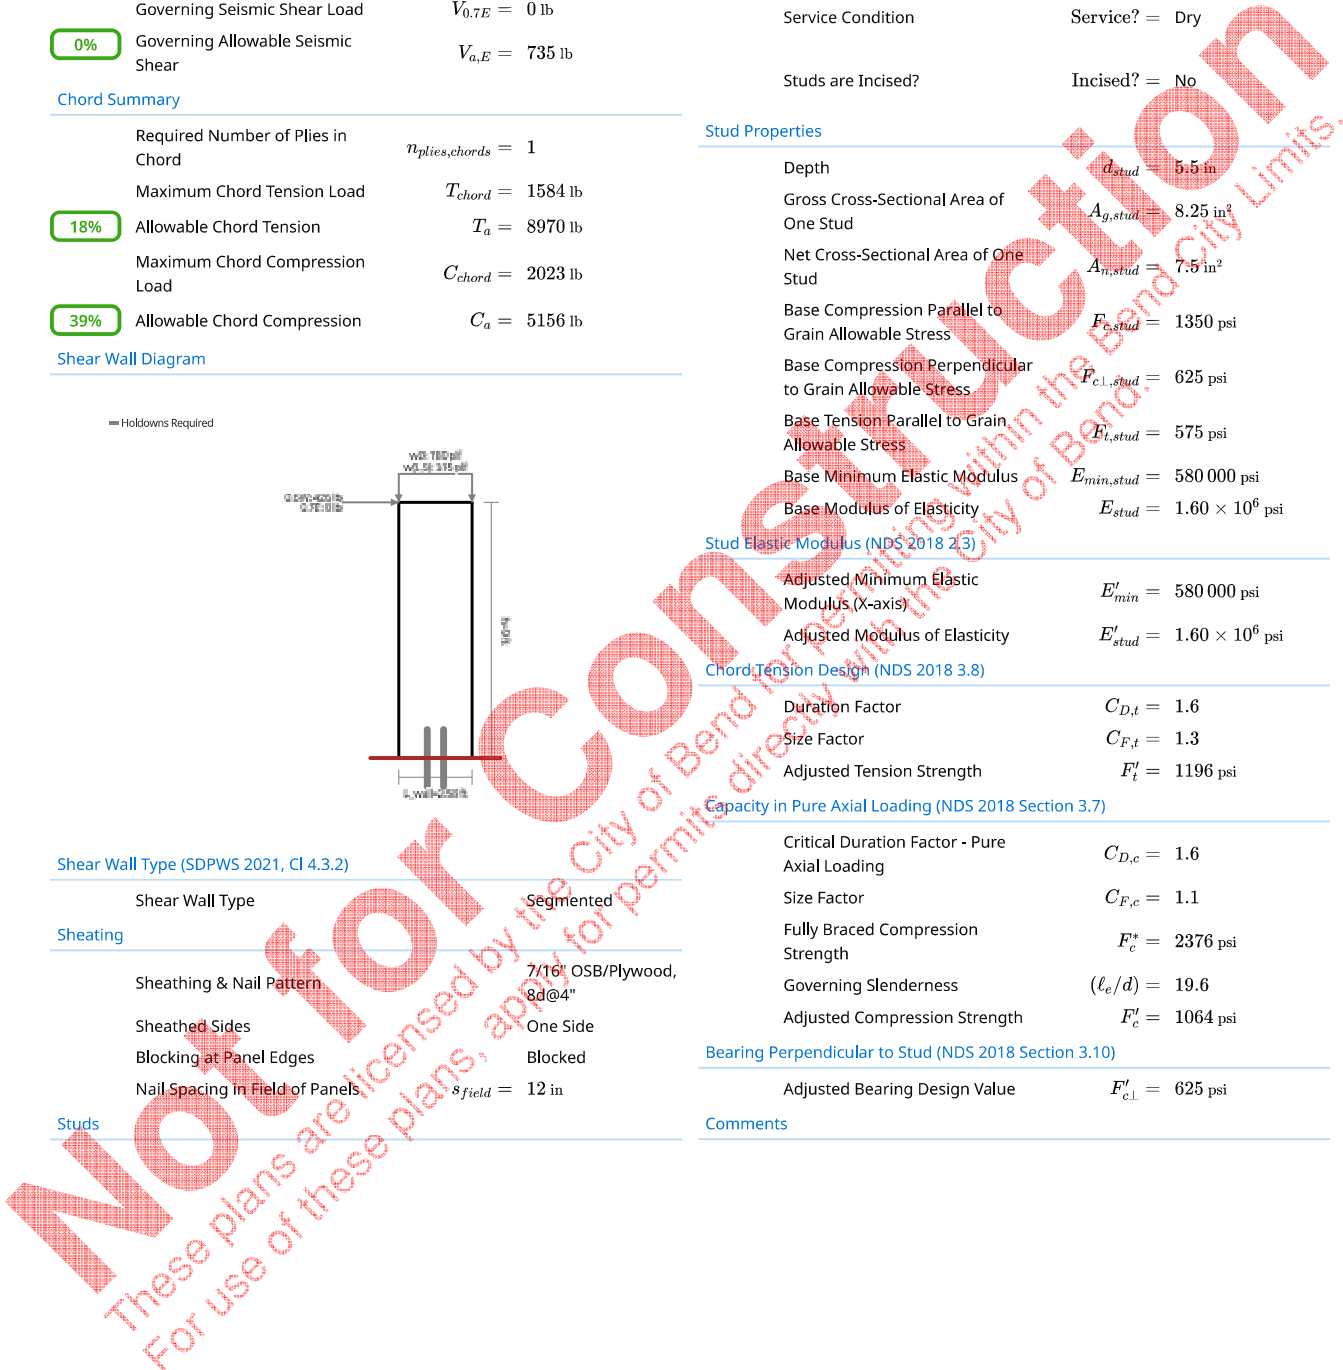 Governing Seismic Shear Load V0.7E = 0 lb
0% Governing Allowable Seismic
Shear Va,E = 735 lb
Chord Summary
Required Number of Plies in
Chord nplies,chords = 1
Maximum Chord Tension Load Tchord = 1584 lb
18% Allowable Chord Tension Ta = 8970 lb
Maximum Chord Compression
Load Cchord = 2023 lb
39% Allowable Chord Compression Ca = 5156 lb
Shear Wall Diagram
Holdowns Required
Shear Wall Type (SDPWS 2021, Cl 4.3.2)
Shear Wall Type Segmented
Sheating
Sheathing & Nail Pattern 7/16" OSB/Plywood,
8d@4"
Sheathed Sides One Side
Blocking at Panel Edges Blocked
Nail Spacing in Field of Panels sfield = 12 in
Studs
Service Condition Service? = Dry
Studs are Incised? Incised? = No
Stud Properties
Depth dstud = 5.5 in
Gross Cross-Sectional Area of
One Stud Ag,stud = 8.25 in²
Net Cross-Sectional Area of One
Stud An,stud = 7.5 in²
Base Compression Parallel to
Grain Allowable Stress Fc,stud = 1350 psi
Base Compression Perpendicular
to Grain Allowable Stress Fc⊥,stud = 625 psi
Base Tension Parallel to Grain
Allowable Stress Ft,stud = 575 psi
Base Minimum Elastic Modulus Emin,stud = 580 000 psi
Base Modulus of Elasticity Estud = 1.60 × 10⁶ psi
Stud Elastic Modulus (NDS 2018 2.3)
Adjusted Minimum Elastic
Modulus (X-axis) E′min = 580 000 psi
Adjusted Modulus of Elasticity E′stud = 1.60 × 10⁶ psi
Chord Tension Design (NDS 2018 3.8)
Duration Factor CD,t = 1.6
Size Factor CF,t = 1.3
Adjusted Tension Strength F′t = 1196 psi
Capacity in Pure Axial Loading (NDS 2018 Section 3.7)
Critical Duration Factor - Pure
Axial Loading CD,c = 1.6
Size Factor CF,c = 1.1
Fully Braced Compression
Strength F*c = 2376 psi
Governing Slenderness (ℓe/d) = 19.6
Adjusted Compression Strength F′c = 1064 psi
Bearing Perpendicular to Stud (NDS 2018 Section 3.10)
Adjusted Bearing Design Value F′c⊥ = 625 psi
Comments
Not for Construction
These plans are licensed by the City of Bend for permitting within the Bend City Limits.
For use of these plans, apply for permits directly with the City of Bend.